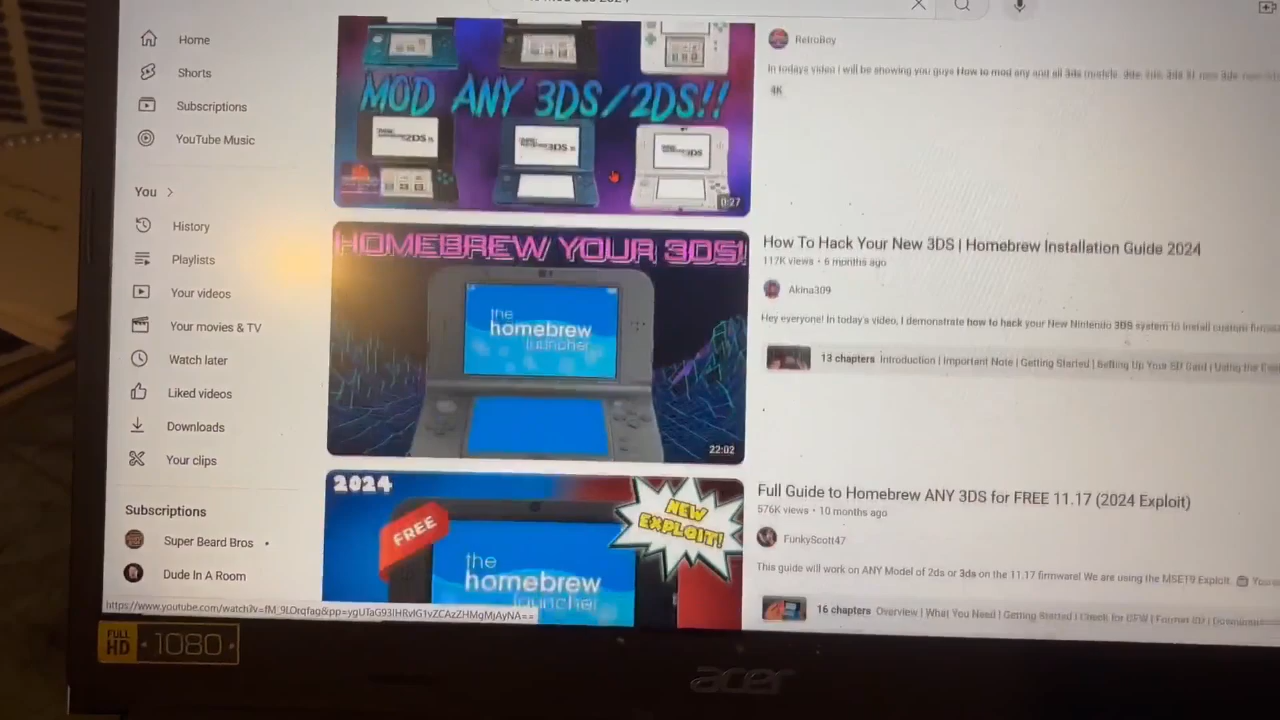 Home
Shorts
Subscriptions
YouTube Music
You
History
Playlists
Your videos
Your movies & TV
Watch later
Liked videos
Downloads
Your clips
Subscriptions
Super Beard Bros
Dude In A Room
MOD ANY 3DS/2DS!!
RetroBoy
In todays video I will be showing you guys How to mod any and all 3ds models.
4K
HOMEBREW YOUR 3DS!
the
homebrew
launcher
22:02
How To Hack Your New 3DS | Homebrew Installation Guide 2024
117K views • 6 months ago
Akina309
Hey everyone! In today's video, I demonstrate how to hack your New Nintendo 3DS system to install custom
13 chapters Introduction | Important Note | Getting Started | Setting Up Your SD Card | Using the
2024
FREE
NEW
EXPLOIT!
the
homebrew
launcher
Full Guide to Homebrew ANY 3DS for FREE 11.17 (2024 Exploit)
576K views • 10 months ago
FunkyScott47
This guide will work on ANY Model of 2ds or 3ds on the 11.17 firmware! We are using the MSET9 Exploit.
16 chapters Overview | What You Need | Getting Started | Check for CFW |
FULL
HD 1080
acer